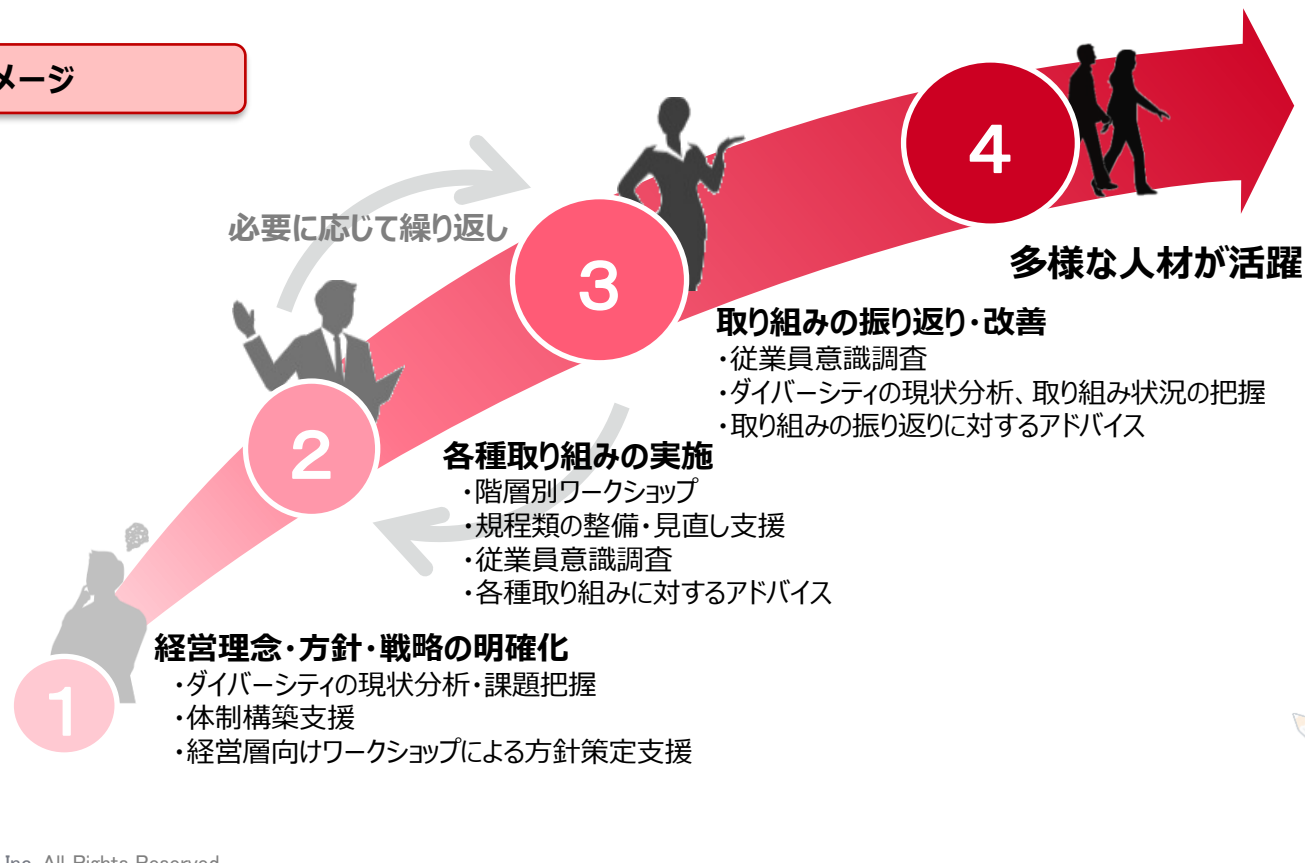 メージ
必要に応じて繰り返し
4
多様な人材が活躍
3
取り組みの振り返り・改善
・従業員意識調査
・ダイバーシティの現状分析、取り組み状況の把握
・取り組みの振り返りに対するアドバイス
2
各種取り組みの実施
・階層別ワークショップ
・規程類の整備・見直し支援
・従業員意識調査
・各種取り組みに対するアドバイス
1
経営理念・方針・戦略の明確化
・ダイバーシティの現状分析・課題把握
・体制構築支援
・経営層向けワークショップによる方針策定支援
Inc. All Rights Reserved